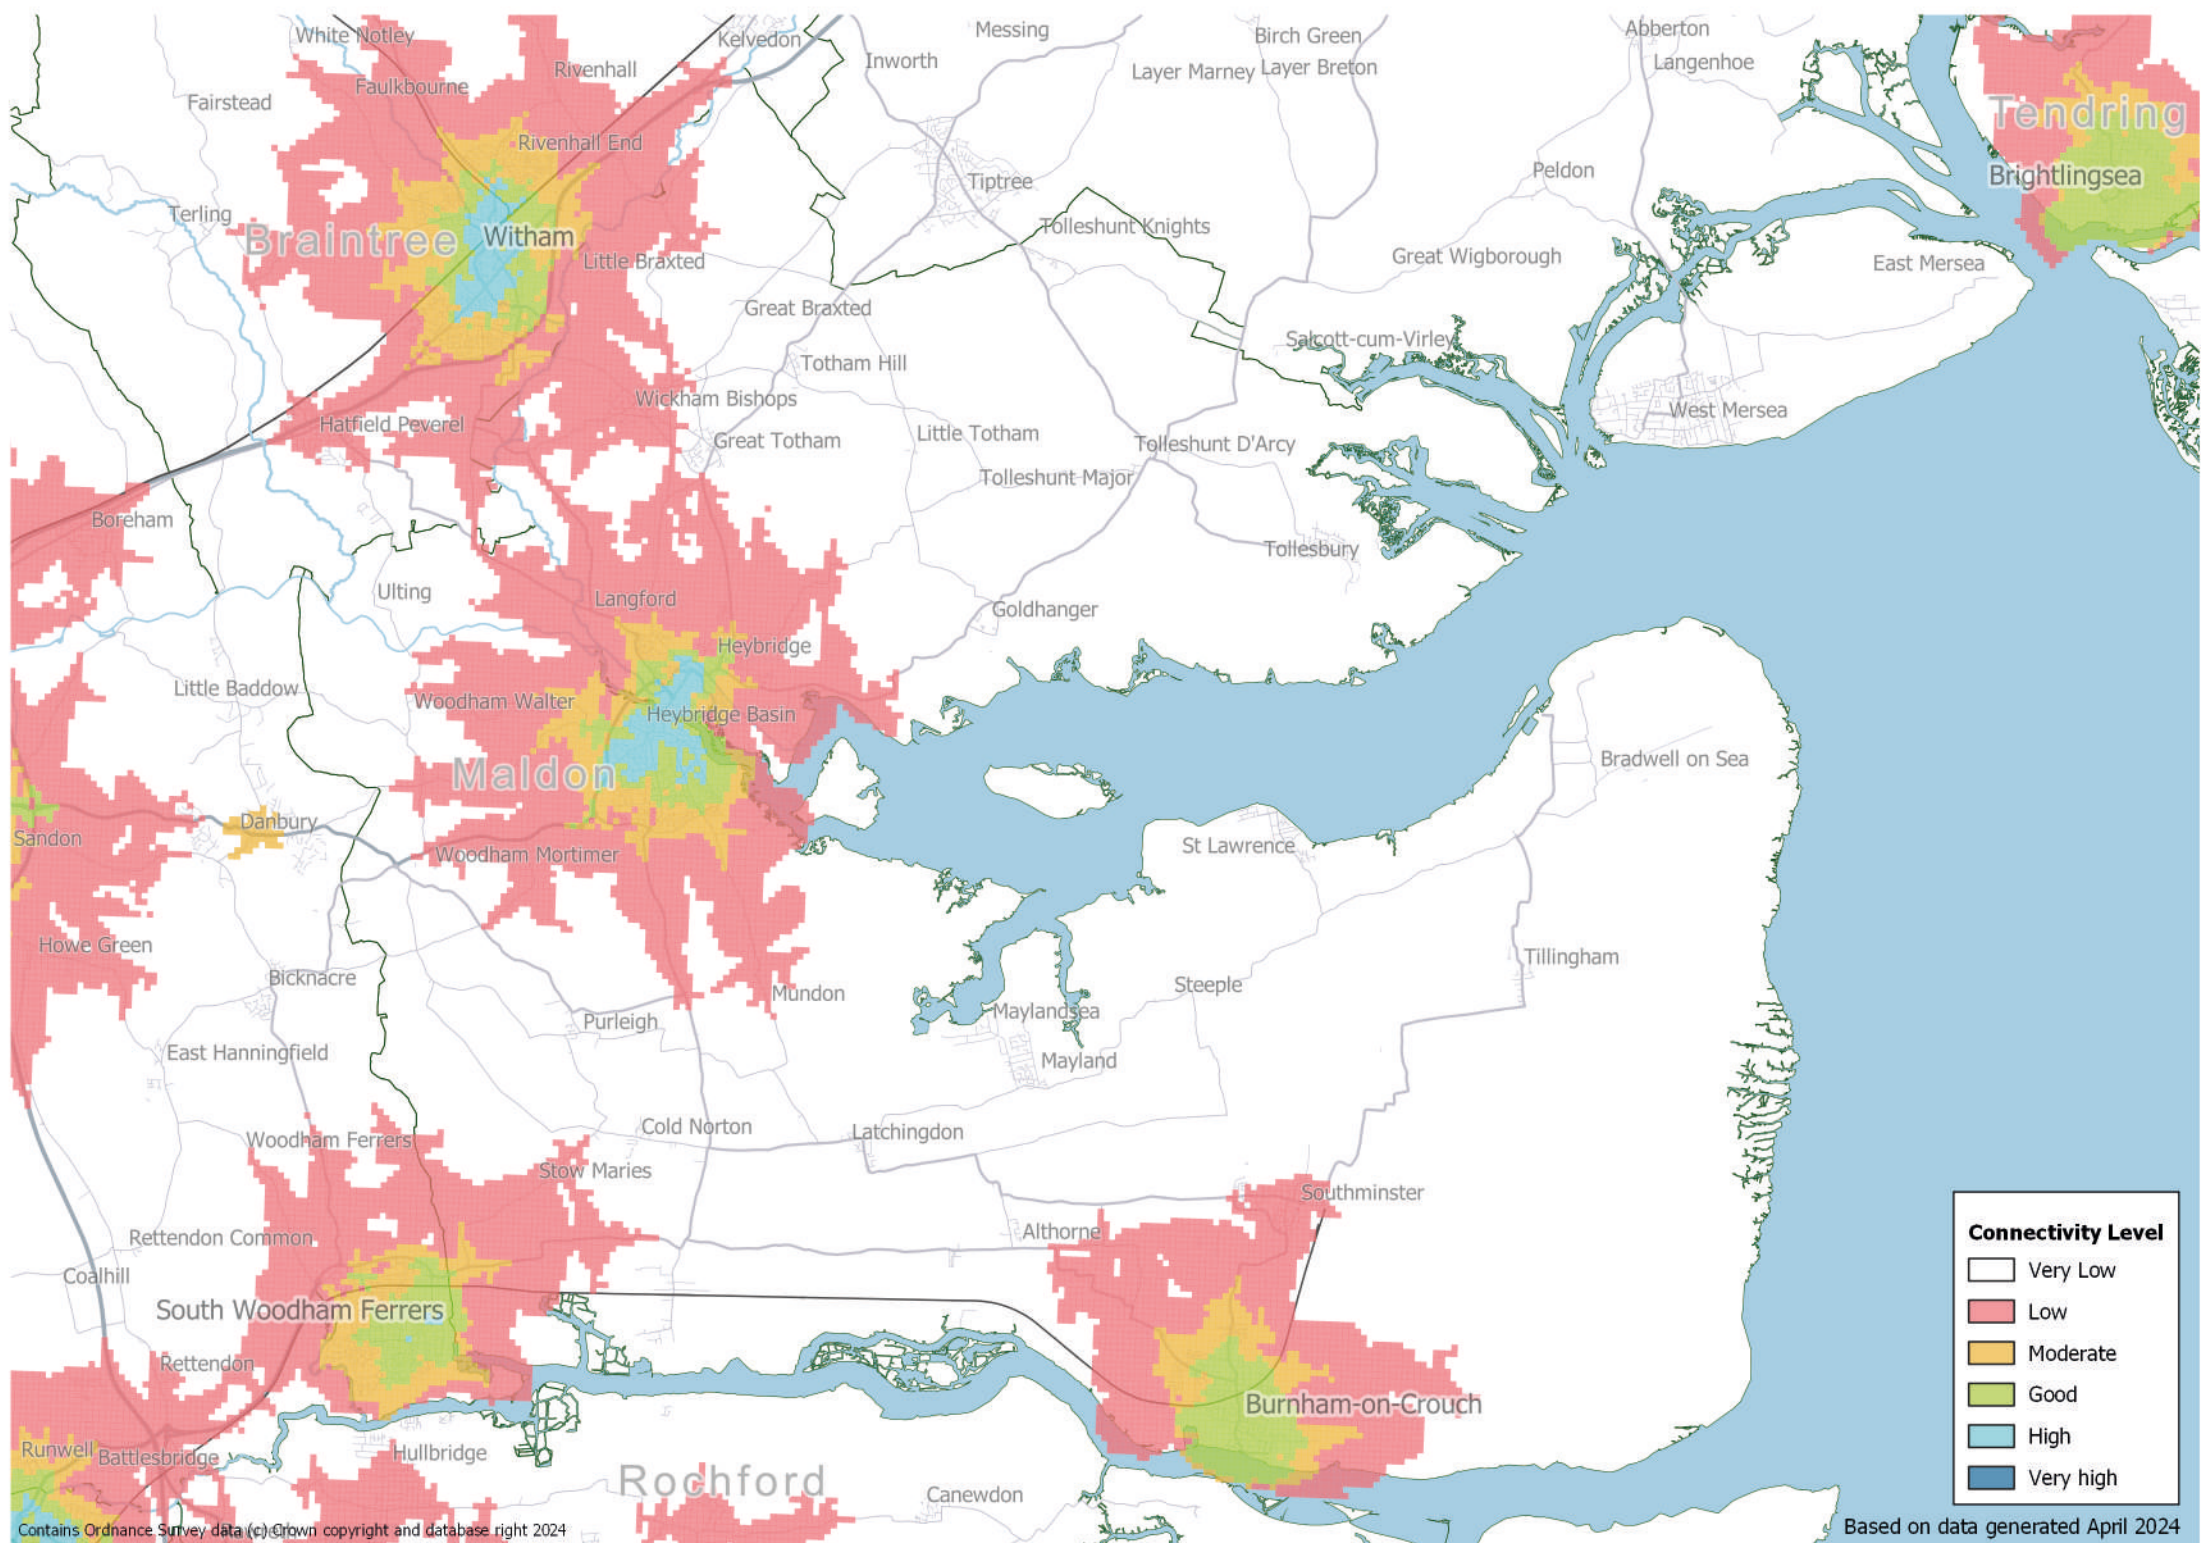 White Notley
Kelvedon
Messing
Birch Green
Abberton
Inworth
Layer Marney
Layer Breton
Langenhoe
Rivenhall
Faulkbourne
Fairstead
Tendring
Rivenhall End
Brightlingsea
Peldon
Tiptree
Terling
Tolleshunt Knights
Braintree
Witham
Little Braxted
Great Wigborough
East Mersea
Great Braxted
Salcott-cum-Virley
Totham Hill
Wickham Bishops
West Mersea
Hatfield Peverel
Great Totham
Little Totham
Tolleshunt D'Arcy
Tolleshunt Major
Boreham
Tollesbury
Ulting
Langford
Goldhanger
Heybridge
Little Baddow
Woodham Walter
Heybridge Basin
Bradwell on Sea
Maldon
Danbury
Sandon
St Lawrence
Woodham Mortimer
Howe Green
Tillingham
Bicknacre
Steeple
Mundon
Maylandsea
Purleigh
East Hanningfield
Mayland
Cold Norton
Latchingdon
Woodham Ferrers
Stow Maries
Southminster
Rettendon Common
Althorne
Coalhill
South Woodham Ferrers
Rettendon
Burnham-on-Crouch
Runwell
Battlesbridge
Hullbridge
Rochford
Canewdon
Connectivity Level
Very Low
Low
Moderate
Good
High
Very high
Contains Ordnance Survey data (c) Crown copyright and database right 2024
Based on data generated April 2024